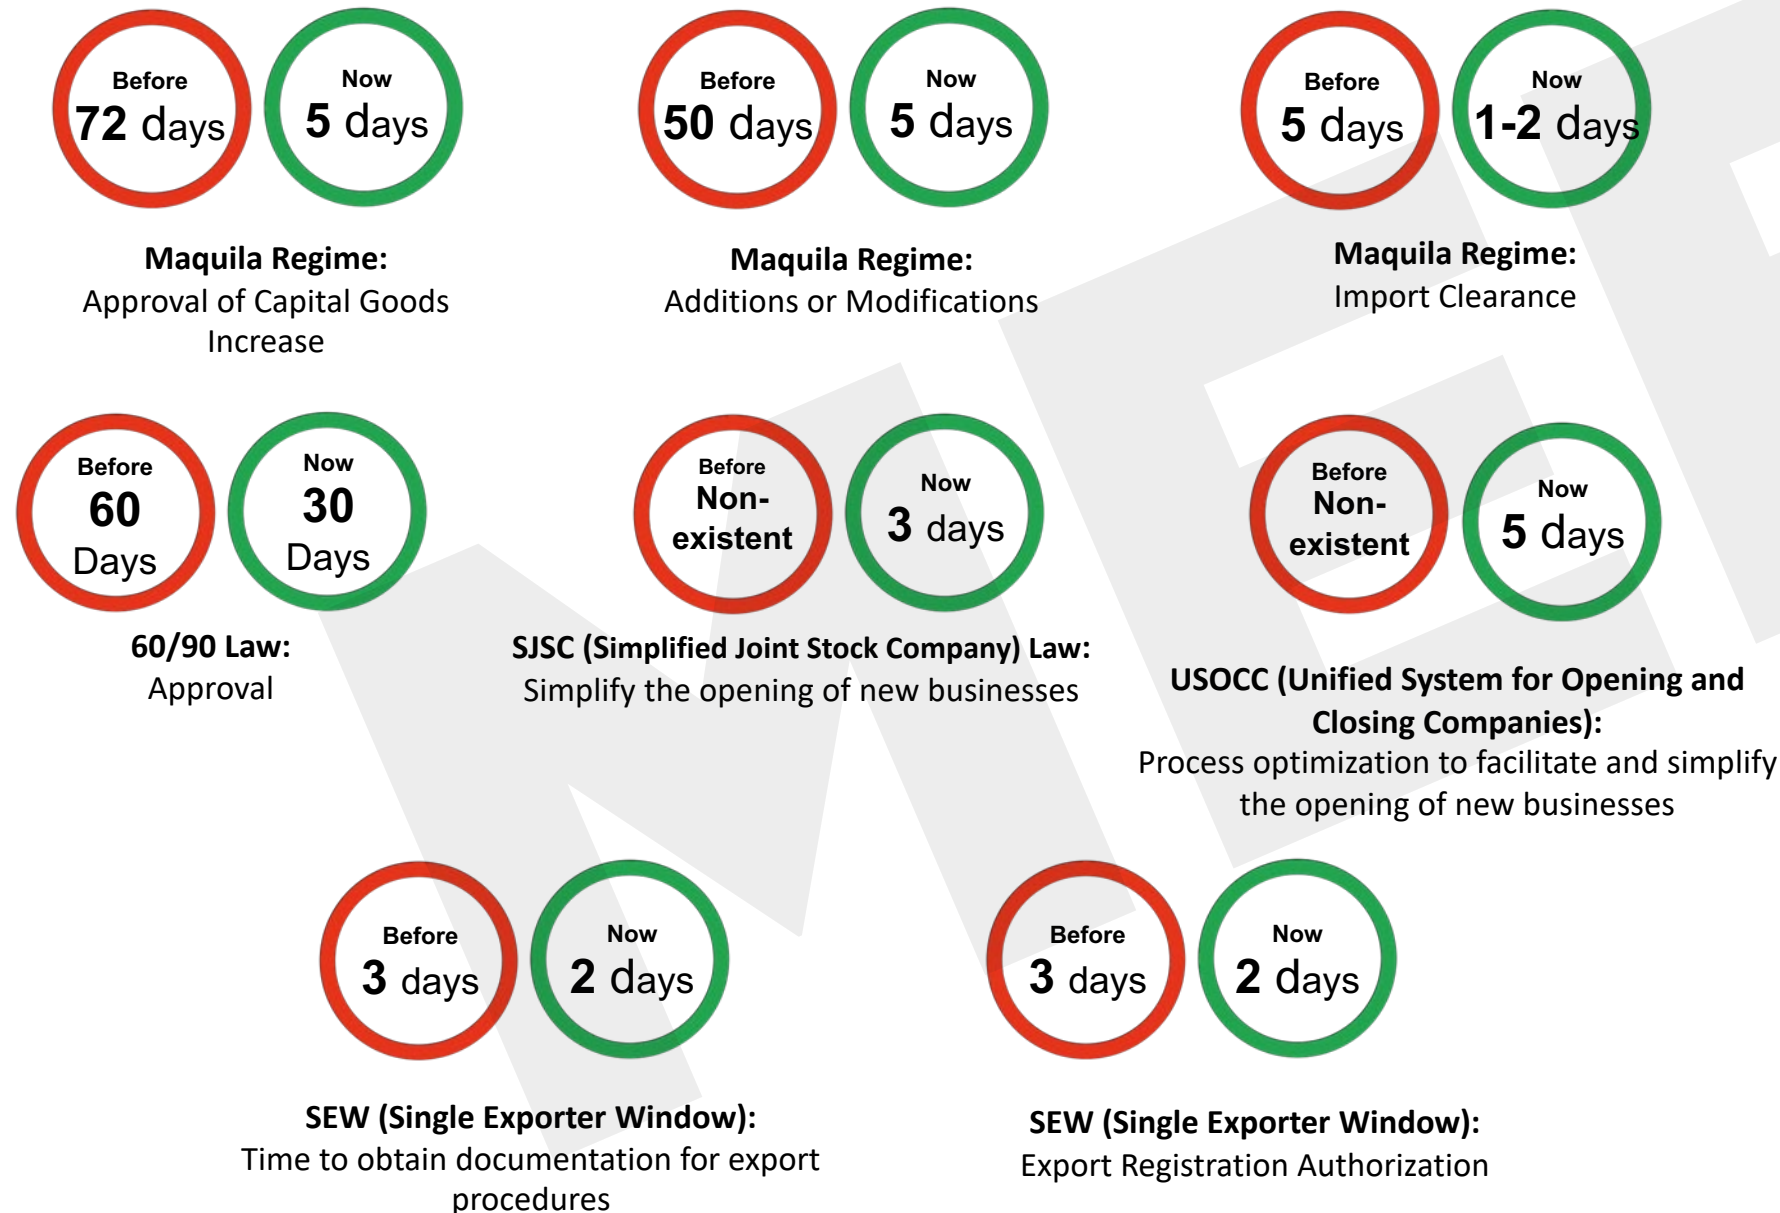 Before
72 days
Now
5 days
Maquila Regime:
Approval of Capital Goods
Increase
Before
50 days
Now
5 days
Maquila Regime:
Additions or Modifications
Before
5 days
Now
1-2 days
Maquila Regime:
Import Clearance
Before
60
Days
Now
30
Days
60/90 Law:
Approval
Before
Non-
existent
Now
3 days
SJSC (Simplified Joint Stock Company) Law:
Simplify the opening of new businesses
Before
Non-
existent
Now
5 days
USOCC (Unified System for Opening and
Closing Companies):
Process optimization to facilitate and simplify
the opening of new businesses
Before
3 days
Now
2 days
SEW (Single Exporter Window):
Time to obtain documentation for export
procedures
Before
3 days
Now
2 days
SEW (Single Exporter Window):
Export Registration Authorization